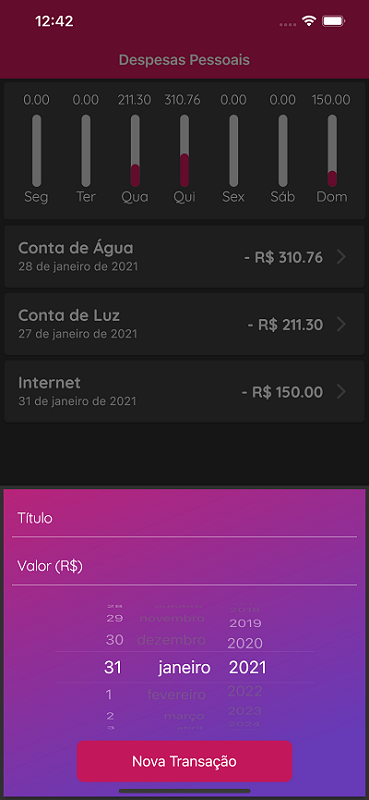 12:42
Despesas Pessoais
0.00 0.00 211.30 310.76 0.00 0.00 150.00
Seg Ter Qua Qui Sex Sáb Dom
Conta de Água
28 de janeiro de 2021
- R$ 310.76
Conta de Luz
27 de janeiro de 2021
- R$ 211.30
Internet
31 de janeiro de 2021
- R$ 150.00
Título
Valor (R$)
28 2018
29 novembro 2019
30 dezembro 2020
31 janeiro 2021
1 fevereiro 2022
2 março 2023
3 abril 2024
Nova Transação